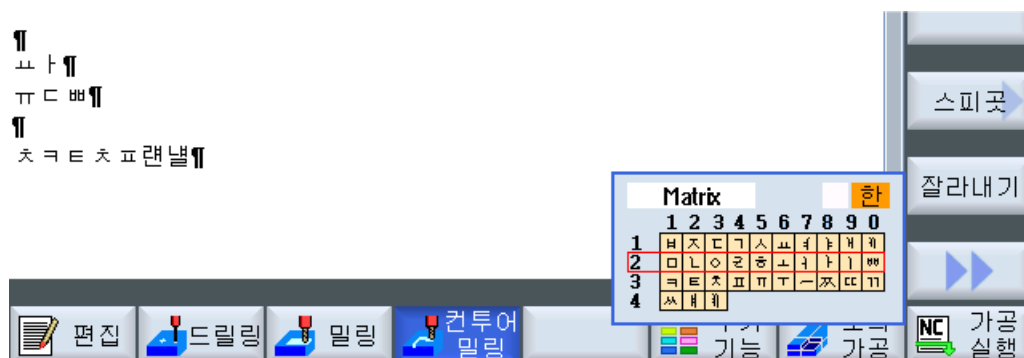 ¶
ㅛㅏ¶
ㅠㄷㅃ¶
¶
ㅊㅋㅌㅊㅍ랜냴¶
스피곳
잘라내기
Matrix 한
1 2 3 4 5 6 7 8 9 0
1 ㅂ ㅈ ㄷ ㄱ ㅅ ㅛ ㅕ ㅑ ㅐ ㅔ
2 ㅁ ㄴ ㅇ ㄹ ㅎ ㅗ ㅓ ㅏ ㅣ ㅃ
3 ㅋ ㅌ ㅊ ㅍ ㅠ ㅜ ㅡ ㅉ ㄸ ㄲ
4 ㅆ ㅒ ㅖ
편집
드릴링
밀링
컨투어
밀링
기능
가공
NC 가공
실행